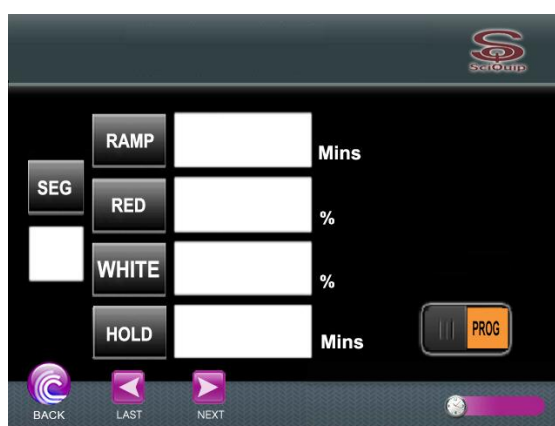 SciQuip
RAMP Mins
SEG
RED %
WHITE %
HOLD Mins
PROG
BACK LAST NEXT